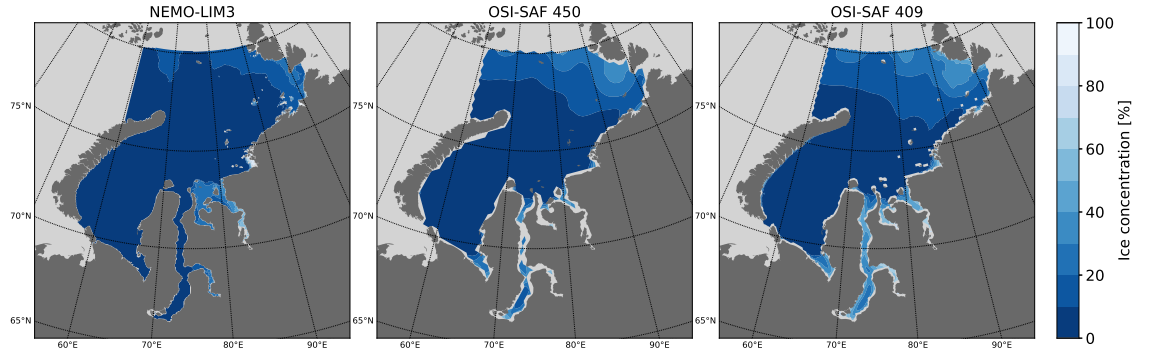 NEMO-LIM3 OSI-SAF 450 OSI-SAF 409
100
80
60
40
20
0
Ice concentration [%]
75°N 75°N 75°N
70°N 70°N 70°N
65°N 65°N 65°N
60°E 70°E 80°E 90°E 60°E 70°E 80°E 90°E 60°E 70°E 80°E 90°E